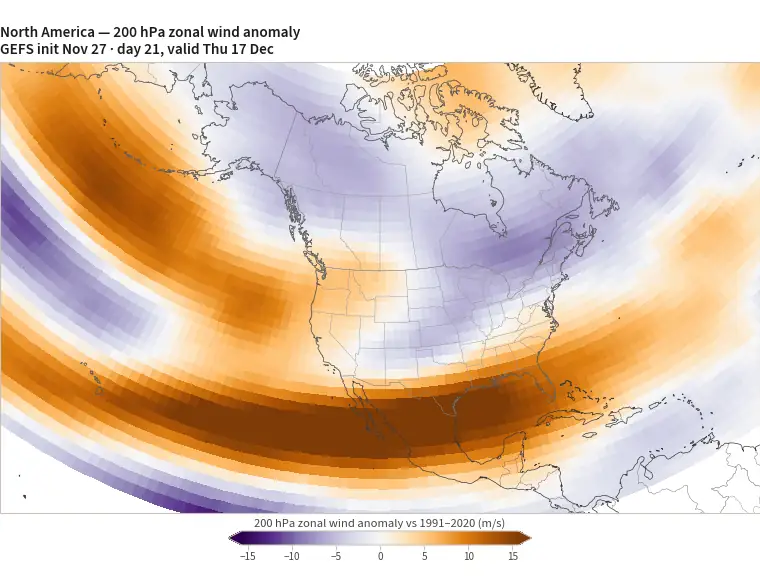 North America — 200 hPa zonal wind anomaly
GEFS init Nov 27 · day 21, valid Thu 17 Dec
200 hPa zonal wind anomaly vs 1991–2020 (m/s)
−15 −10 −5 0 5 10 15